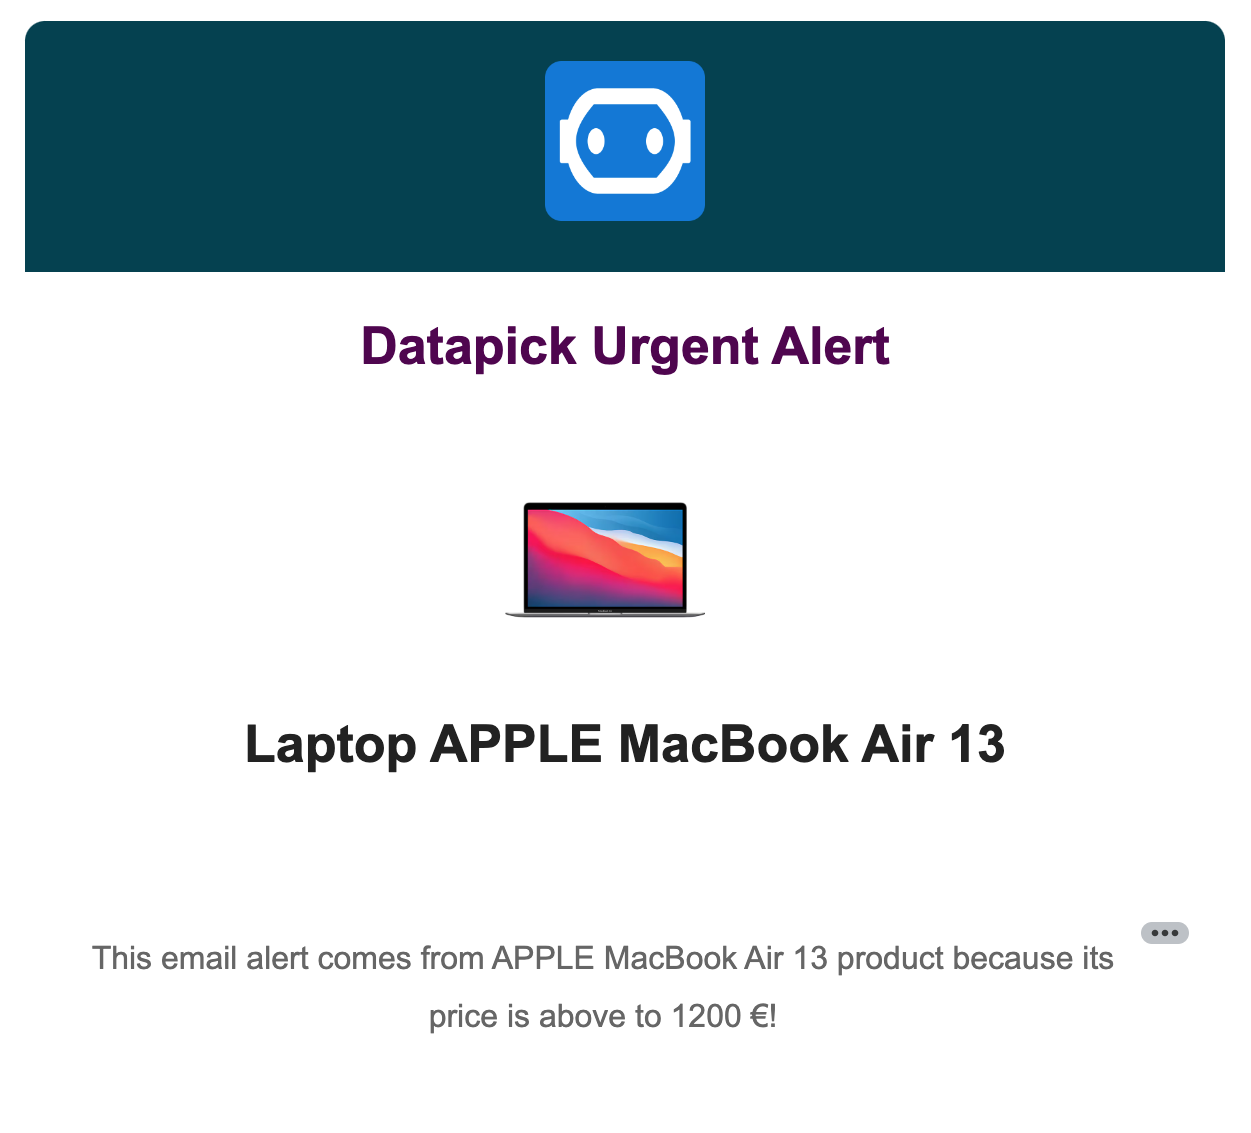 Datapick Urgent Alert
Laptop APPLE MacBook Air 13
This email alert comes from APPLE MacBook Air 13 product because its
price is above to 1200 €!